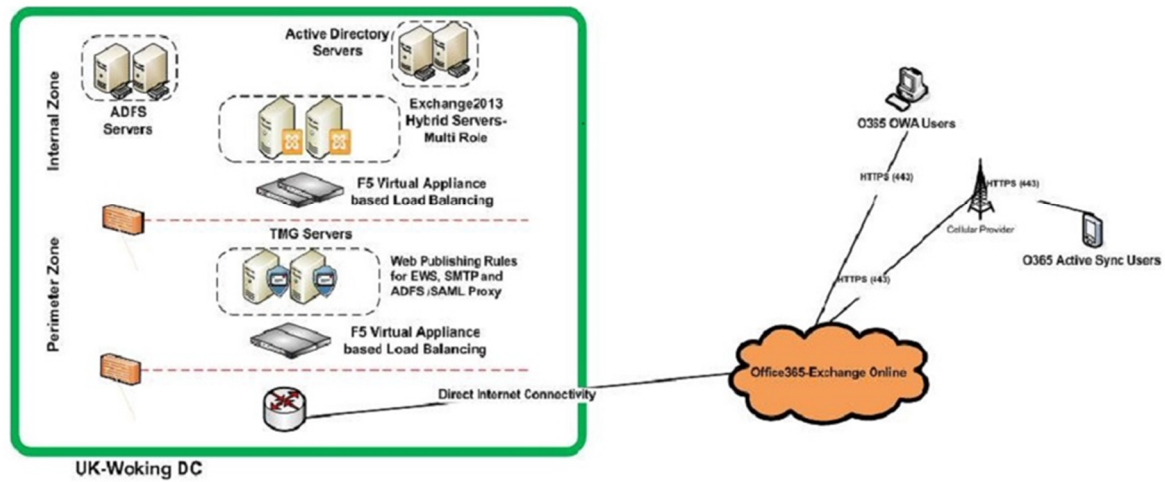 Active Directory
Servers
Internal Zone
ADFS
Servers
Exchange2013
Hybrid Servers-
Multi Role
F5 Virtual Appliance
based Load Balancing
TMG Servers
Perimeter Zone
Web Publishing Rules
for EWS, SMTP and
ADFS /SAML Proxy
F5 Virtual Appliance
based Load Balancing
Direct Internet Connectivity
UK-Woking DC
O365 OWA Users
HTTPS (443)
HTTPS (443)
Cellular Provider
O365 Active Sync Users
HTTPS (443)
Office365-Exchange Online